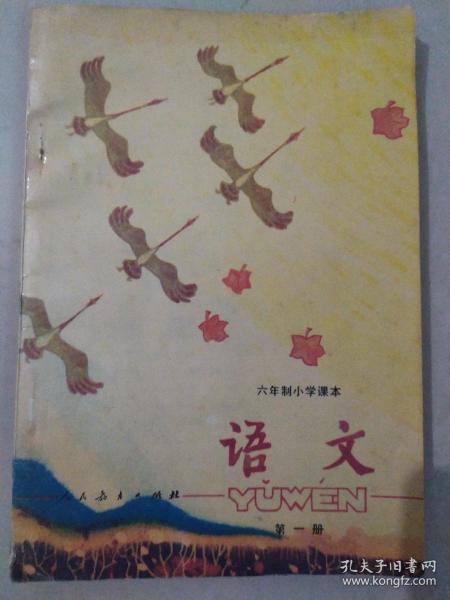 六年制小学课本
语文
人民教育出版社
YǓWÉN
第一册
孔夫子旧书网
www.kongfz.com